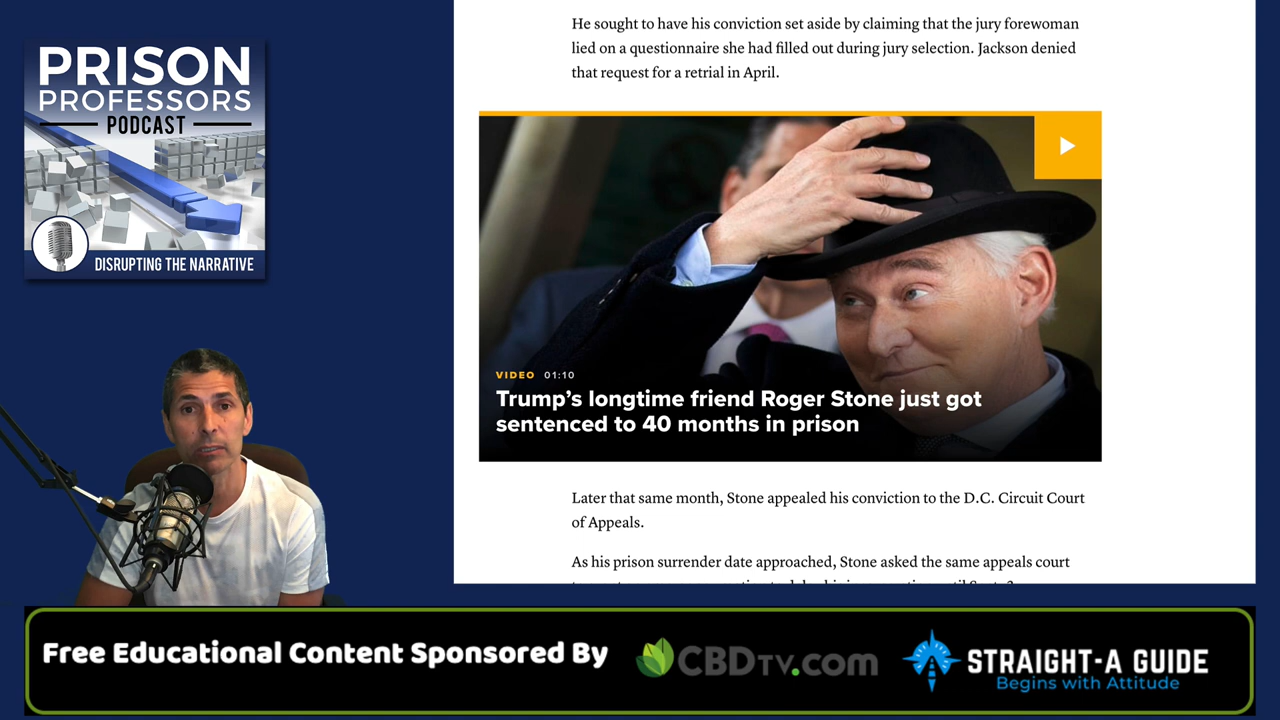 PRISON
PROFESSORS
PODCAST
DISRUPTING THE NARRATIVE
He sought to have his conviction set aside by claiming that the jury forewoman
lied on a questionnaire she had filled out during jury selection. Jackson denied
that request for a retrial in April.
VIDEO 01:10
Trump’s longtime friend Roger Stone just got
sentenced to 40 months in prison
Later that same month, Stone appealed his conviction to the D.C. Circuit Court
of Appeals.
As his prison surrender date approached, Stone asked the same appeals court
Free Educational Content Sponsored By
CBDTV.COM
STRAIGHT-A GUIDE
Begins with Attitude